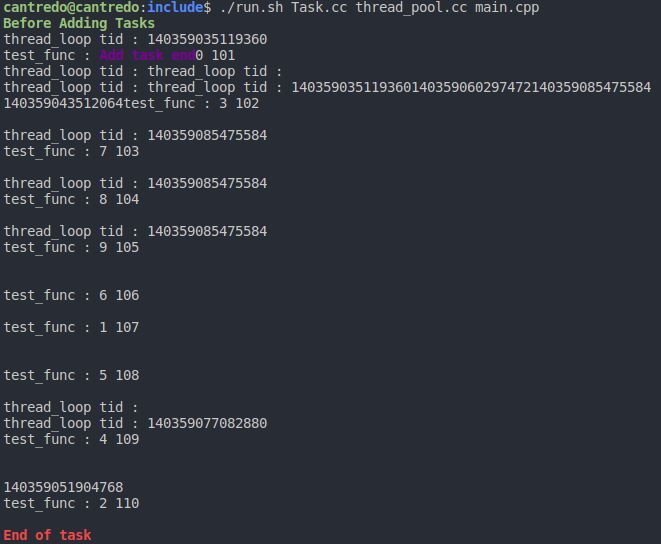 cantredo@cantredo:include$ ./run.sh Task.cc thread_pool.cc main.cpp
Before Adding Tasks
thread_loop tid : 140359035119360
test_func : Add task end0 101
thread_loop tid : thread_loop tid :
thread_loop tid : thread_loop tid : 140359035119360140359060297472140359085475584
140359043512064test_func : 3 102
thread_loop tid : 140359085475584
test_func : 7 103
thread_loop tid : 140359085475584
test_func : 8 104
thread_loop tid : 140359085475584
test_func : 9 105
test_func : 6 106
test_func : 1 107
test_func : 5 108
thread_loop tid :
thread_loop tid : 140359077082880
test_func : 4 109
140359051904768
test_func : 2 110
End of task